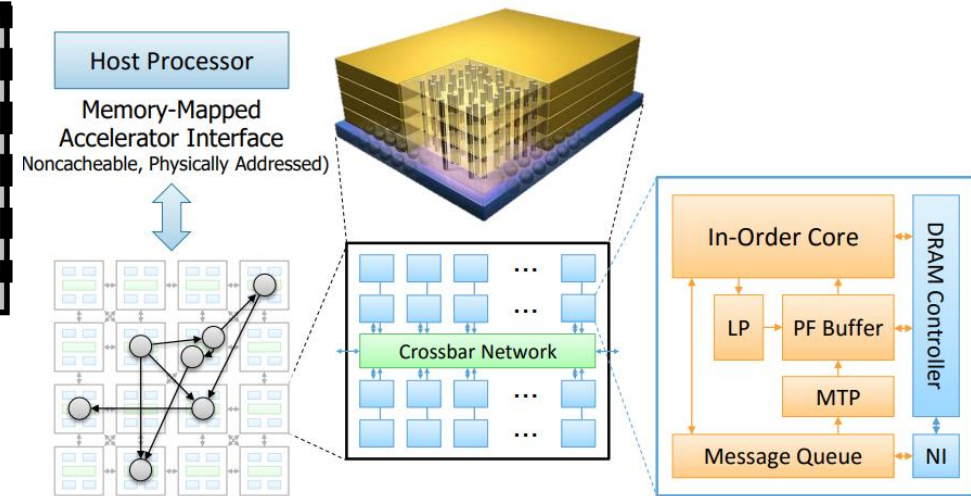 Host Processor
Memory-Mapped
Accelerator Interface
Noncacheable, Physically Addressed)
...
...
Crossbar Network
...
...
In-Order Core
DRAM Controller
LP
PF Buffer
MTP
Message Queue
NI